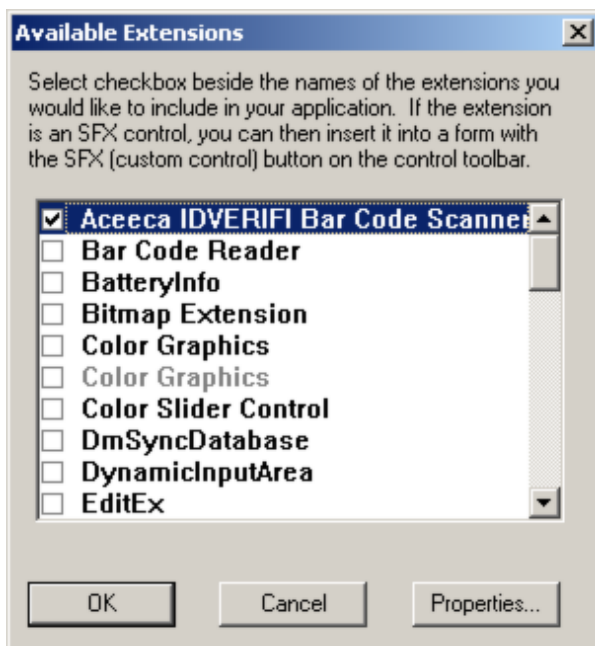 Available Extensions
Select checkbox beside the names of the extensions you
would like to include in your application.  If the extension
is an SFX control, you can then insert it into a form with
the SFX (custom control) button on the control toolbar.
Aceeca IDVERIFI Bar Code Scanner
Bar Code Reader
BatteryInfo
Bitmap Extension
Color Graphics
Color Graphics
Color Slider Control
DmSyncDatabase
DynamicInputArea
EditEx
OK
Cancel
Properties...